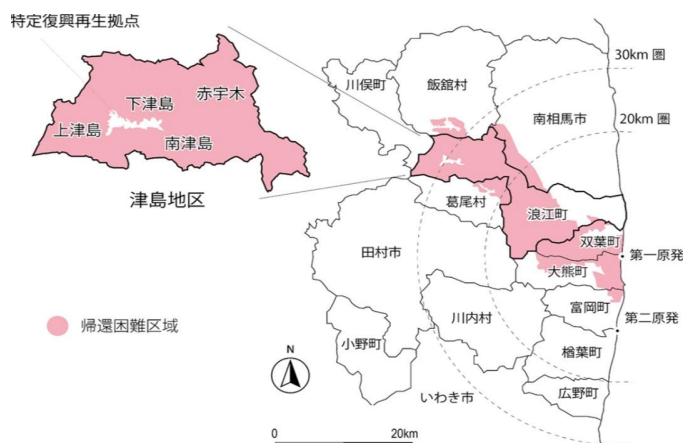 特定復興再生拠点
下津島
赤宇木
上津島
南津島
津島地区
帰還困難区域
30km 圏
20km 圏
川俣町
飯舘村
南相馬市
葛尾村
浪江町
双葉町
第一原発
大熊町
田村市
富岡町
川内村
第二原発
小野町
楢葉町
広野町
いわき市
N
0
20km